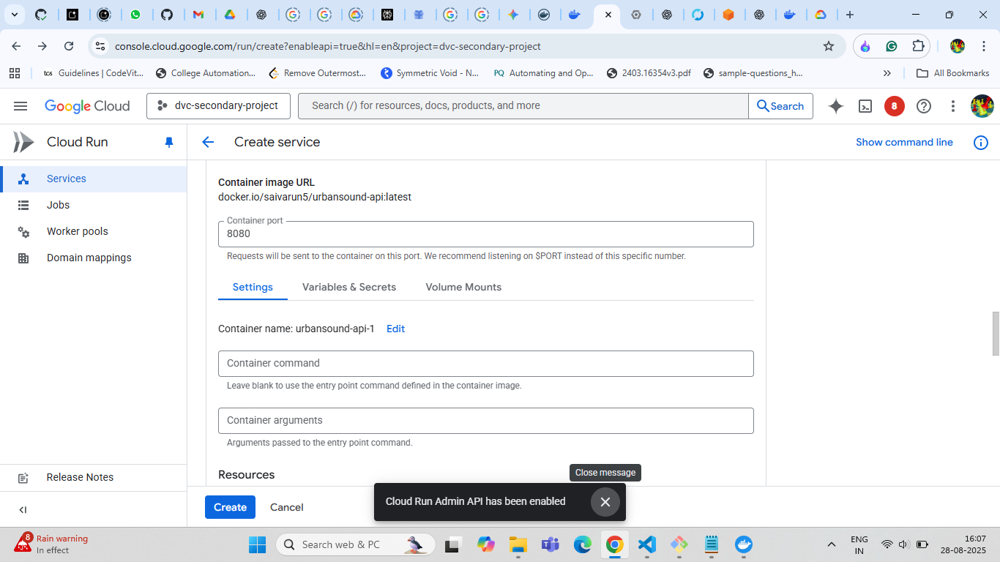 console.cloud.google.com/run/create?enableapi=true&hl=en&project=dvc-secondary-project
tcs Guidelines | CodeVit...
College Automation...
Remove Outermost...
Symmetric Void - N...
PQ Automating and Op...
2403.16354v3.pdf
sample-questions_h...
All Bookmarks
Google Cloud
dvc-secondary-project
Search (/) for resources, docs, products, and more
Search
8
Cloud Run
Create service
Show command line
Services
Jobs
Worker pools
Domain mappings
Release Notes
Container image URL
docker.io/saivarun5/urbansound-api:latest
Container port
8080
Requests will be sent to the container on this port. We recommend listening on $PORT instead of this specific number.
Settings
Variables & Secrets
Volume Mounts
Container name: urbansound-api-1
Edit
Container command
Leave blank to use the entry point command defined in the container image.
Container arguments
Arguments passed to the entry point command.
Resources
Close message
Create
Cancel
Cloud Run Admin API has been enabled
8
Rain warning
In effect
Search web & PC
ENG
IN
16:07
28-08-2025